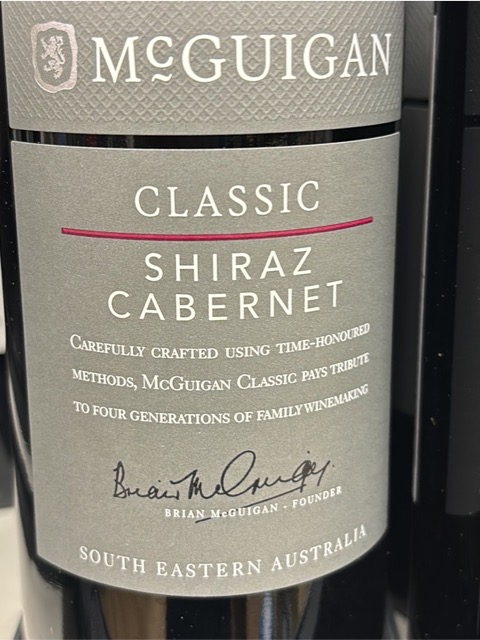 McGUIGAN
CLASSIC
SHIRAZ
CABERNET
CAREFULLY CRAFTED USING TIME-HONOURED
METHODS, McGUIGAN CLASSIC PAYS TRIBUTE
TO FOUR GENERATIONS OF FAMILY WINEMAKING
Brian McGuigan.
BRIAN McGUIGAN - FOUNDER
SOUTH EASTERN AUSTRALIA